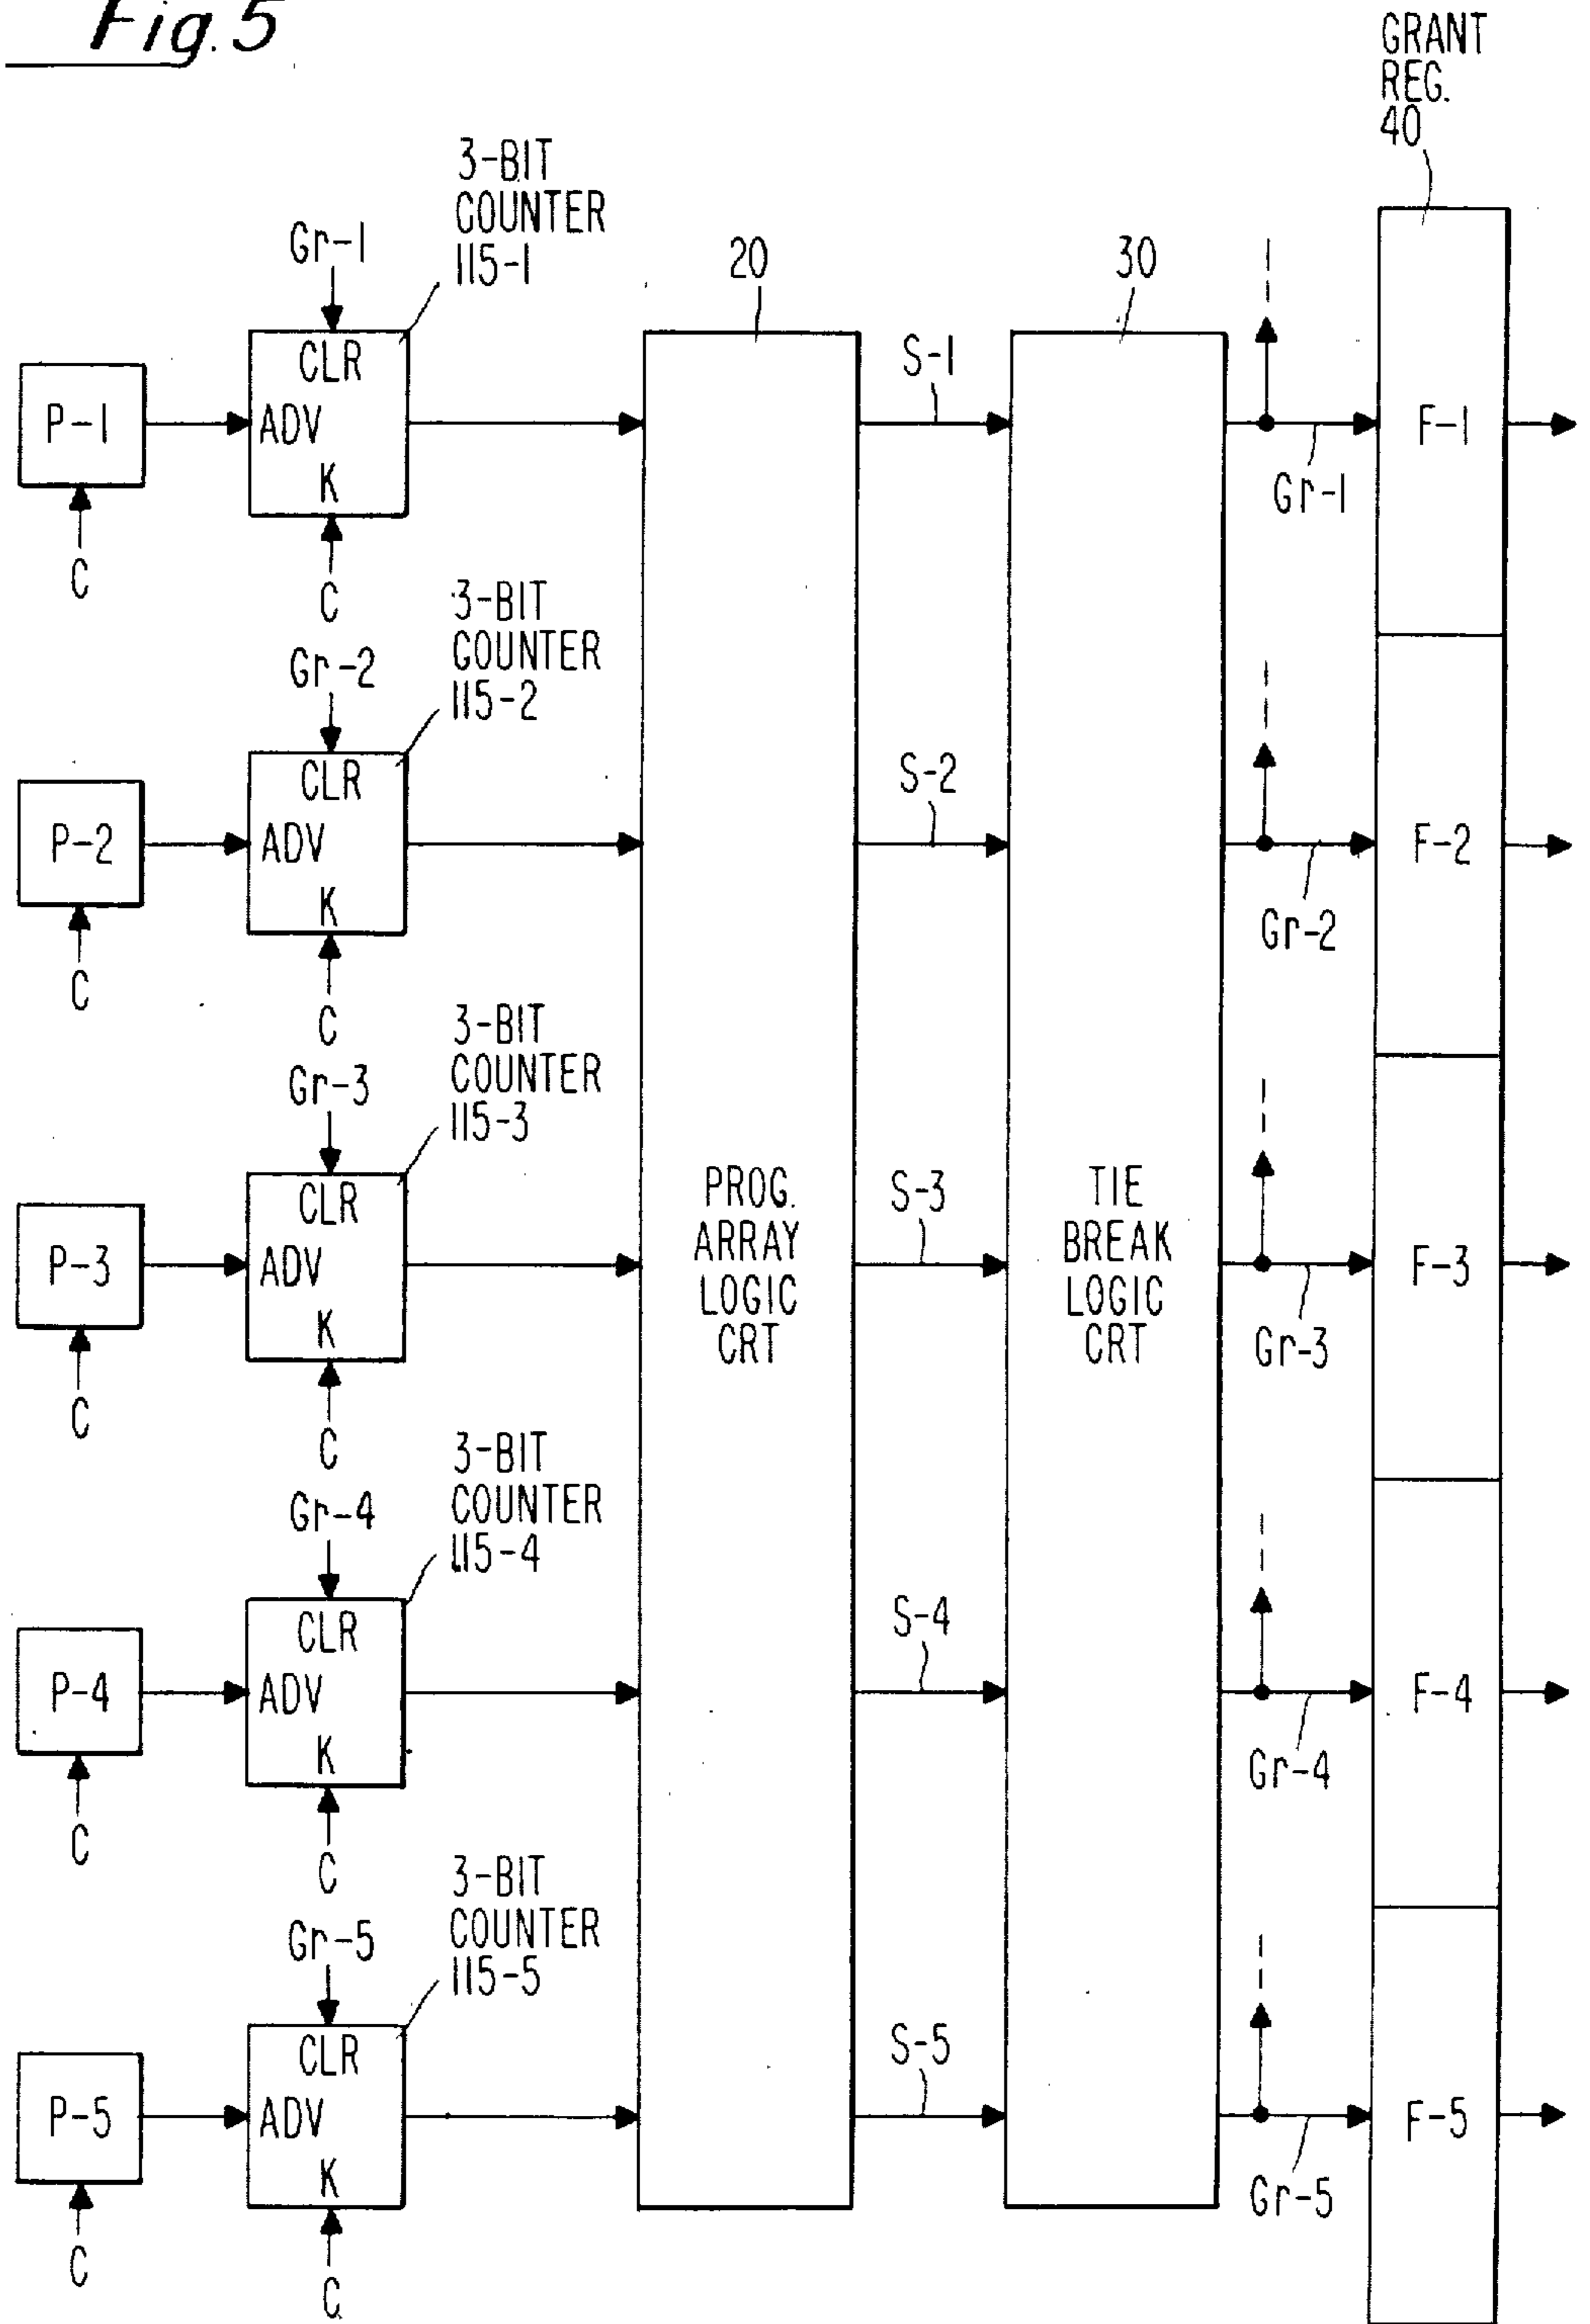 Fig. 5
GRANT
REG.
40
3-BIT
COUNTER
115-1
Gr-1
20
30
CLR
ADV
K
P-1
C
C
S-1
Gr-1
F-1
3-BIT
COUNTER
115-2
Gr-2
CLR
ADV
K
P-2
C
C
S-2
Gr-2
F-2
3-BIT
COUNTER
115-3
Gr-3
CLR
ADV
K
P-3
C
C
PROG.
ARRAY
LOGIC
CRT
S-3
TIE
BREAK
LOGIC
CRT
Gr-3
F-3
3-BIT
COUNTER
115-4
Gr-4
CLR
ADV
K
P-4
C
C
S-4
Gr-4
F-4
3-BIT
COUNTER
115-5
Gr-5
CLR
ADV
K
P-5
C
C
S-5
Gr-5
F-5